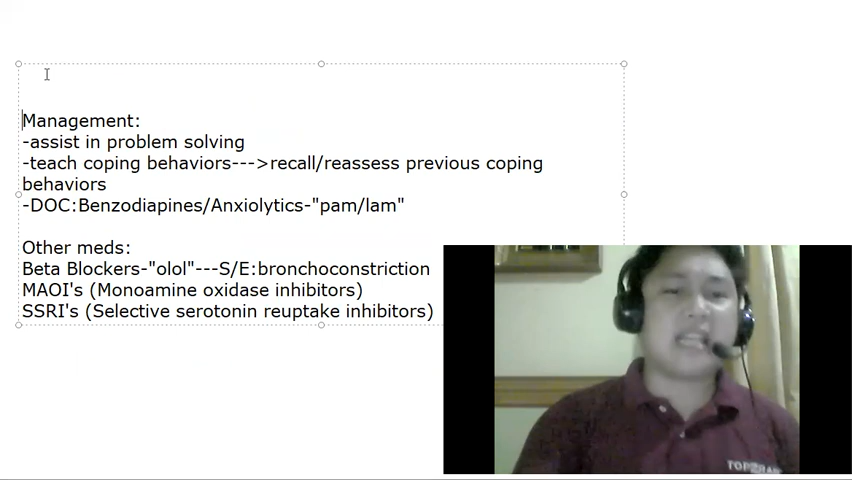 Management:
-assist in problem solving
-teach coping behaviors--->recall/reassess previous coping
behaviors
-DOC:Benzodiapines/Anxiolytics-"pam/lam"
Other meds:
Beta Blockers-"olol"---S/E:bronchoconstriction
MAOI's (Monoamine oxidase inhibitors)
SSRI's (Selective serotonin reuptake inhibitors)